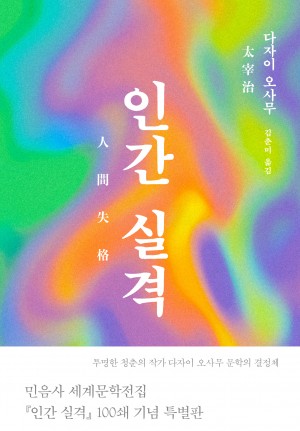 다자이 오사무
太宰治
김춘미 옮김
인간 실격
人間失格
투명한 청춘의 작가 다자이 오사무 문학의 결정체
민음사 세계문학전집
『인간 실격』 100쇄 기념 특별판